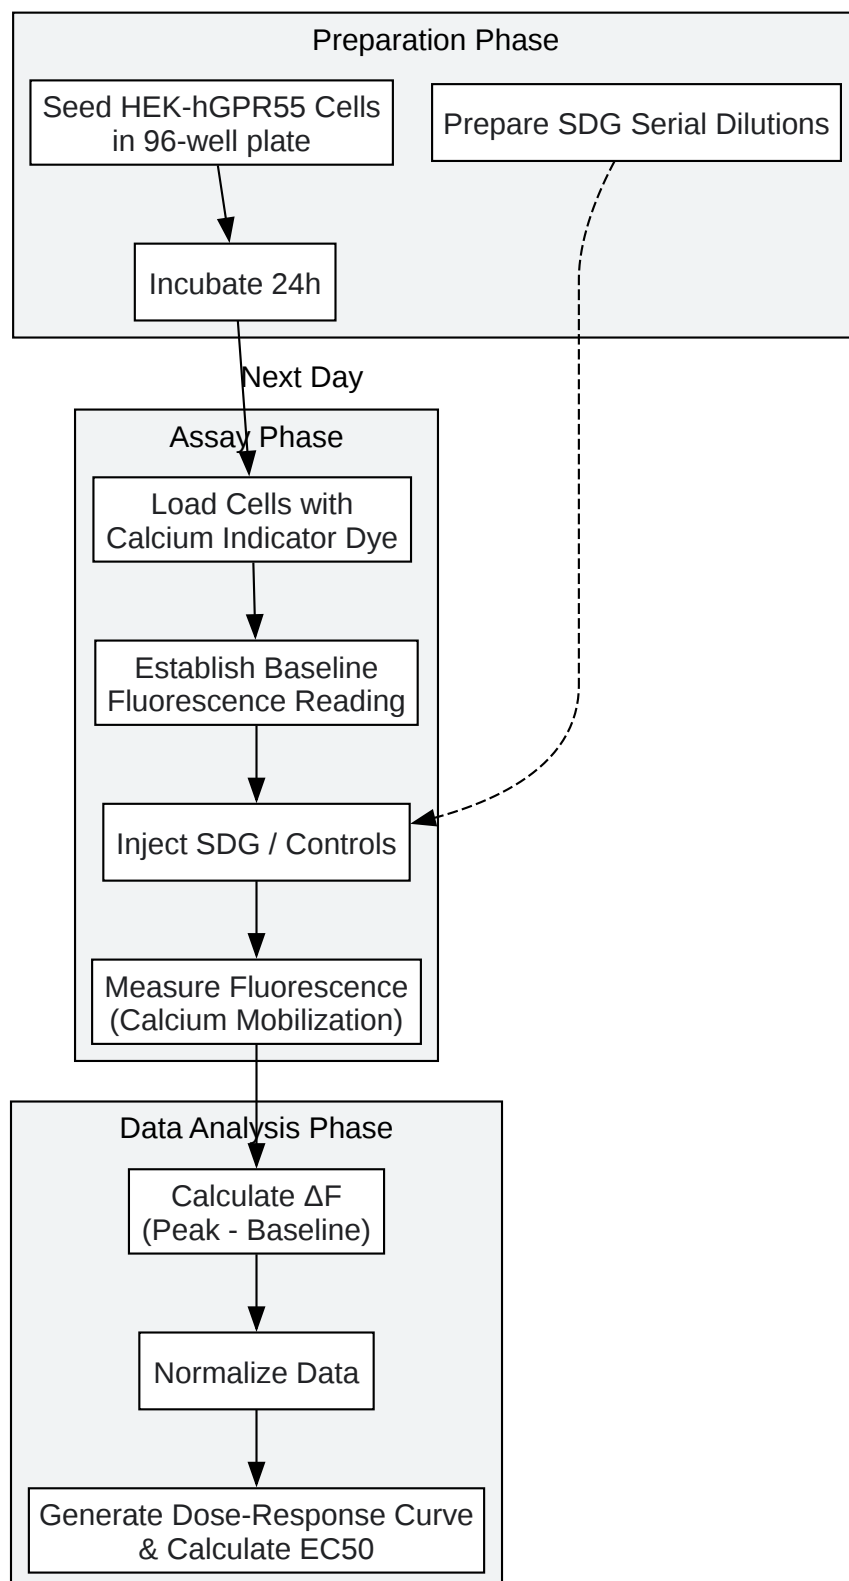 Preparation Phase
Seed HEK-hGPR55 Cells
in 96-well plate
Prepare SDG Serial Dilutions
Incubate 24h
Next Day
Assay Phase
Load Cells with
Calcium Indicator Dye
Establish Baseline
Fluorescence Reading
Inject SDG / Controls
Measure Fluorescence
(Calcium Mobilization)
Data Analysis Phase
Calculate ΔF
(Peak - Baseline)
Normalize Data
Generate Dose-Response Curve
& Calculate EC50